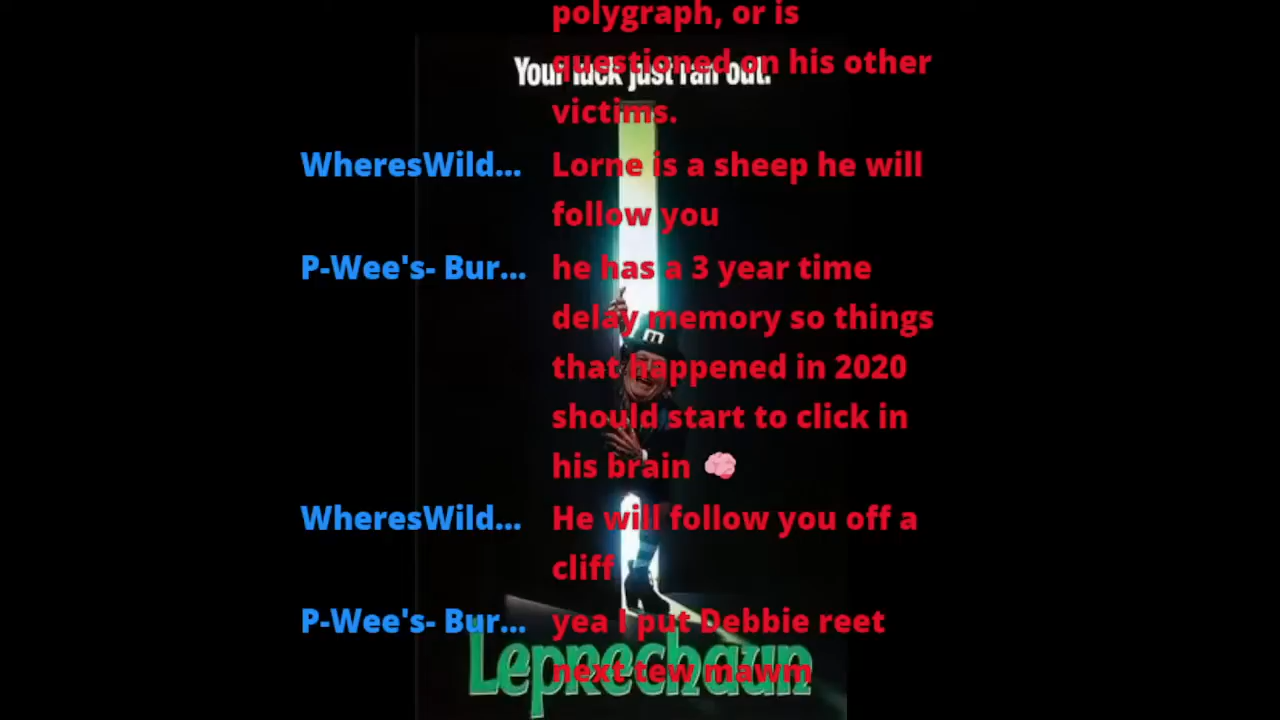 polygraph, or is
Your luck just ran out.
questioned on his other
victims.
WheresWild... Lorne is a sheep he will
follow you
P-Wee's- Bur... he has a 3 year time
delay memory so things
m
that happened in 2020
should start to click in
his brain 🧠
WheresWild... He will follow you off a
cliff
P-Wee's- Bur... yea I put Debbie reet
Leprechaun
next tew mawm